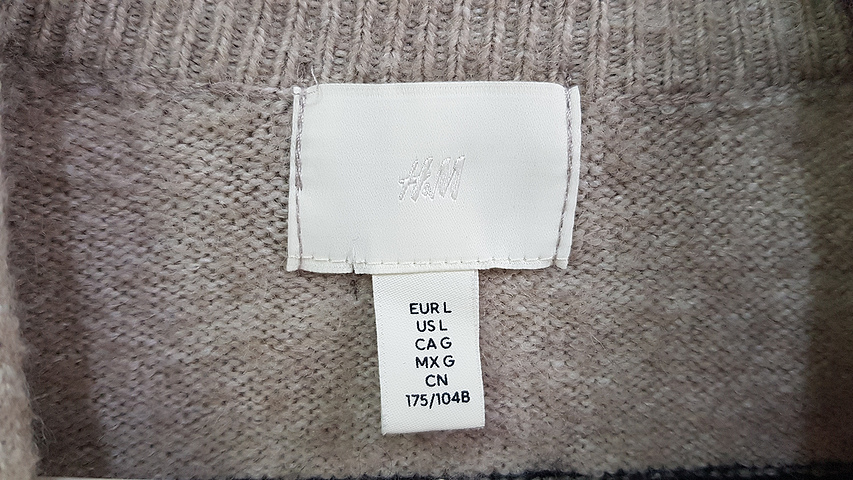 H&M
EUR L
US L
CA G
MX G
CN
175/104B